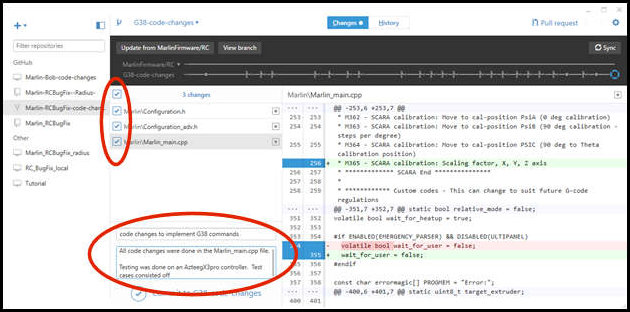 G38-code-changes
Changes
History
Pull request
Filter repositories
Update from MarlinFirmware/RC
View branch
Sync
GitHub
MarlinFirmware/RC
G38-code-changes
Marlin-Bob-code-changes
Marlin-RCBugFix--Radius-
Marlin-RCBugFix-code-chan...
Marlin_RCBugFix
Other
Marlin_RCBugFix_radius
RC_BugFix_local
Tutorial
3 changes
Marlin\Configuration.h
Marlin\Configuration_adv.h
Marlin\Marlin_main.cpp
code changes to implement G38 commands
All code changes were done in the Marlin_main.cpp file.
Testing was done on an AzteegX3pro controller. Test
cases consisted off
G38-code-changes
Marlin\Marlin_main.cpp
@@ -253,6 +253,7 @@
253 253 * M362 - SCARA calibration: Move to cal-position PsiA (0 deg calibration)
254 254 * M363 - SCARA calibration: Move to cal-position PsiB (90 deg calibration -
steps per degree)
255 255 * M364 - SCARA calibration: Move to cal-position PSIC (90 deg to Theta
calibration position)
256 + * M365 - SCARA calibration: Scaling factor, X, Y, Z axis
256 257 * ************* SCARA End ***************
257 258 *
258 259 * ************ Custom codes - This can change to suit future G-code
regulations
@@ -351,7 +352,7 @@ static bool relative_mode = false;
351 352 volatile bool wait_for_heatup = true;
352 353
353 354 #if ENABLED(EMERGENCY_PARSER) && DISABLED(ULTIPANEL)
354 - volatile bool wait_for_user = false;
355 + wait_for_user = false;
355 356 #endif
356 357
357 358 const char errormagic[] PROGMEM = "Error:";
@@ -400,6 +401,7 @@ static uint8_t target_extruder;
400 401